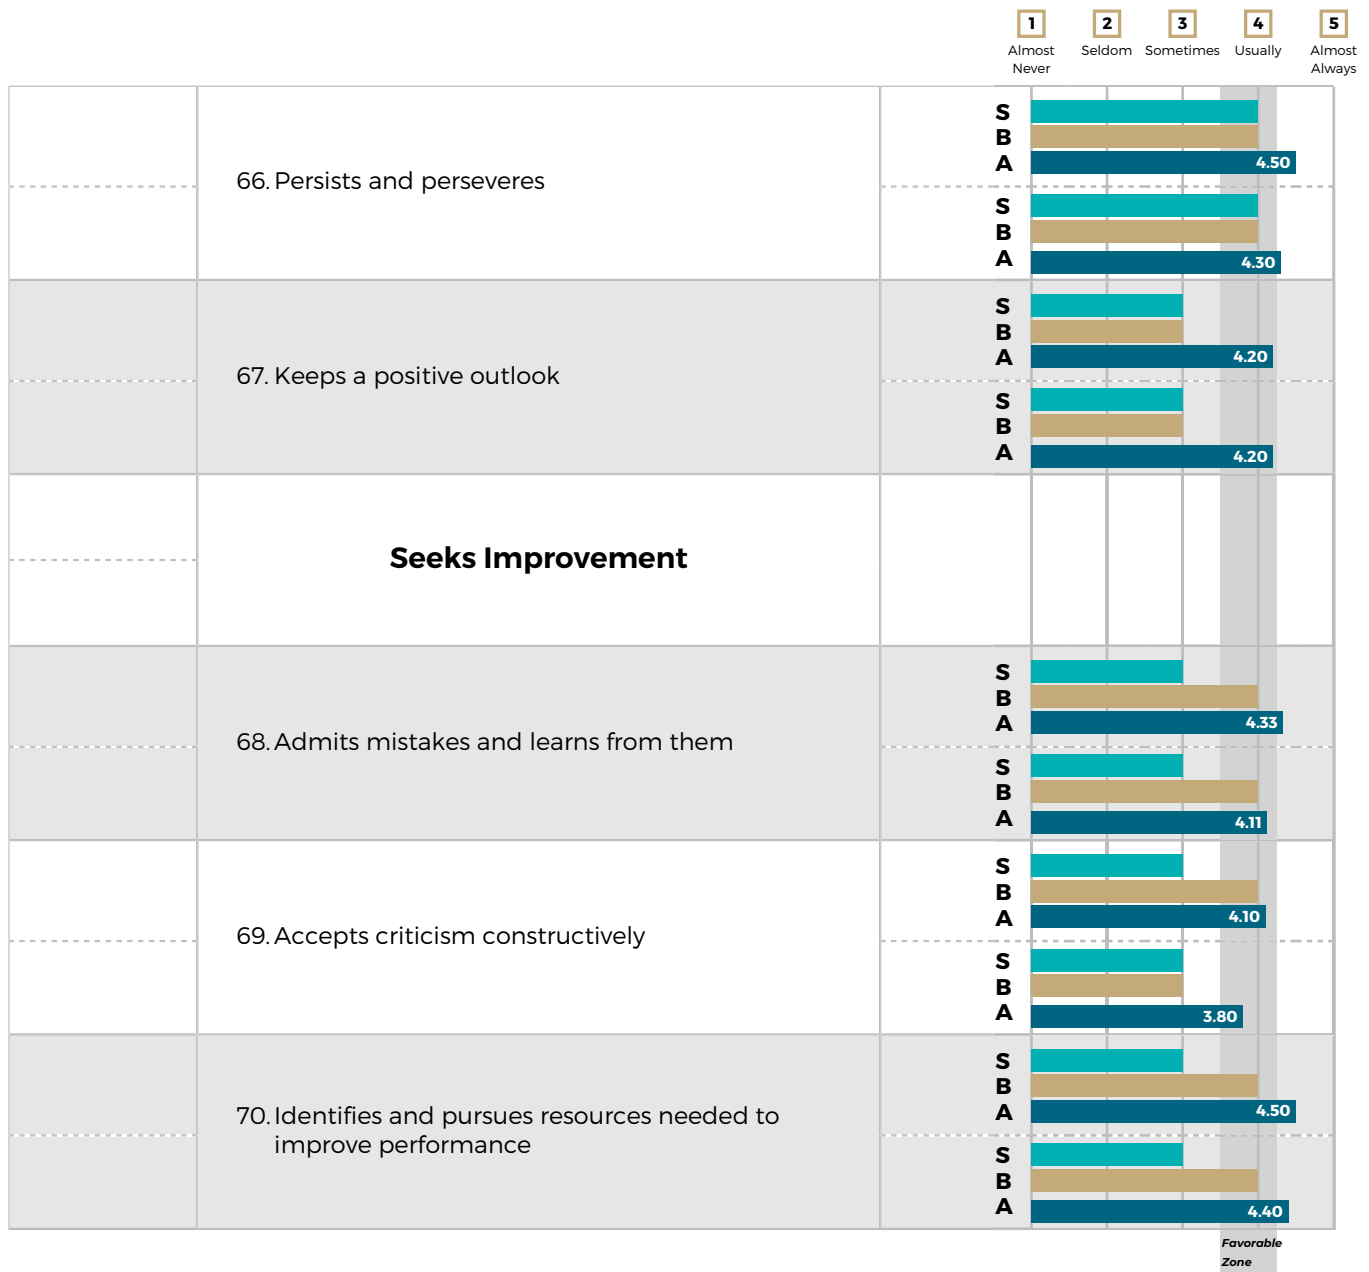 1 2 3 4 5
Almost Never Seldom Sometimes Usually Almost Always
S
B
A 4.50
66. Persists and perseveres
S
B
A 4.30
S
B
A 4.20
67. Keeps a positive outlook
S
B
A 4.20
Seeks Improvement
S
B
A 4.33
68. Admits mistakes and learns from them
S
B
A 4.11
S
B
A 4.10
69. Accepts criticism constructively
S
B
A 3.80
S
B
A 4.50
70. Identifies and pursues resources needed to
improve performance
S
B
A 4.40
Favorable
Zone